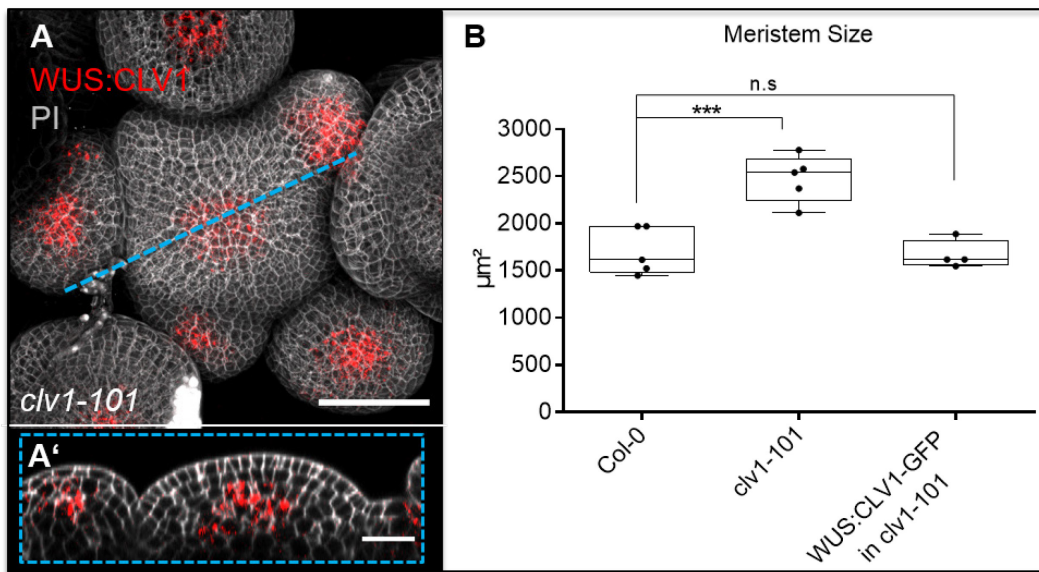 A
WUS:CLV1
PI
clv1-101
A'
B
Meristem Size
n.s
***
µm²
3000
2500
2000
1500
1000
500
0
Col-0
clv1-101
WUS:CLV1-GFP
in clv1-101